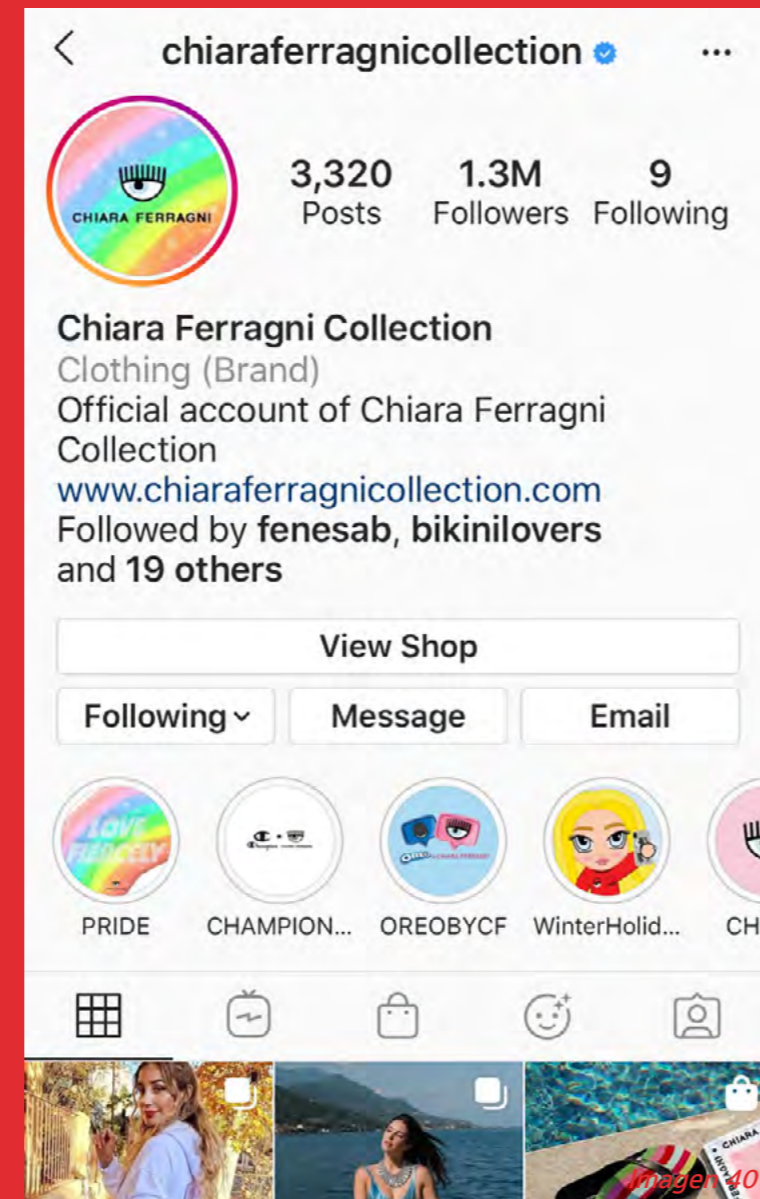 chiaraferragnicollection
CHIARA FERRAGNI
3,320
Posts
1.3M
Followers
9
Following
Chiara Ferragni Collection
Clothing (Brand)
Official account of Chiara Ferragni
Collection
www.chiaraferragnicollection.com
Followed by fenesab, bikinilovers
and 19 others
View Shop
Following
Message
Email
LOVE
FIERCELY
Champion
OREO
PRIDE
CHAMPION...
OREOBYCF
WinterHolid...
CH
CHIARA
Imagen 40